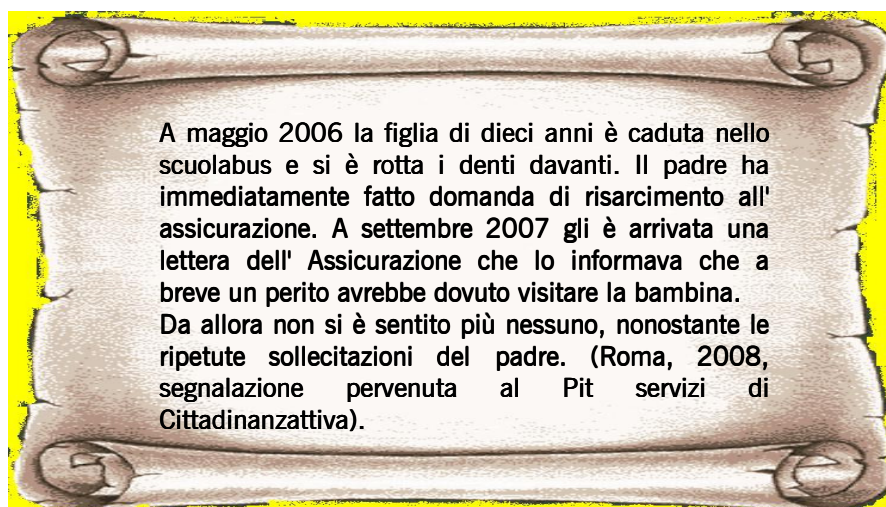 A maggio 2006 la figlia di dieci anni è caduta nello
scuolabus e si è rotta i denti davanti. Il padre ha
immediatamente fatto domanda di risarcimento all'
assicurazione. A settembre 2007 gli è arrivata una
lettera dell' Assicurazione che lo informava che a
breve un perito avrebbe dovuto visitare la bambina.
Da allora non si è sentito più nessuno, nonostante le
ripetute sollecitazioni del padre. (Roma, 2008,
segnalazione pervenuta al Pit servizi di
Cittadinanzattiva).